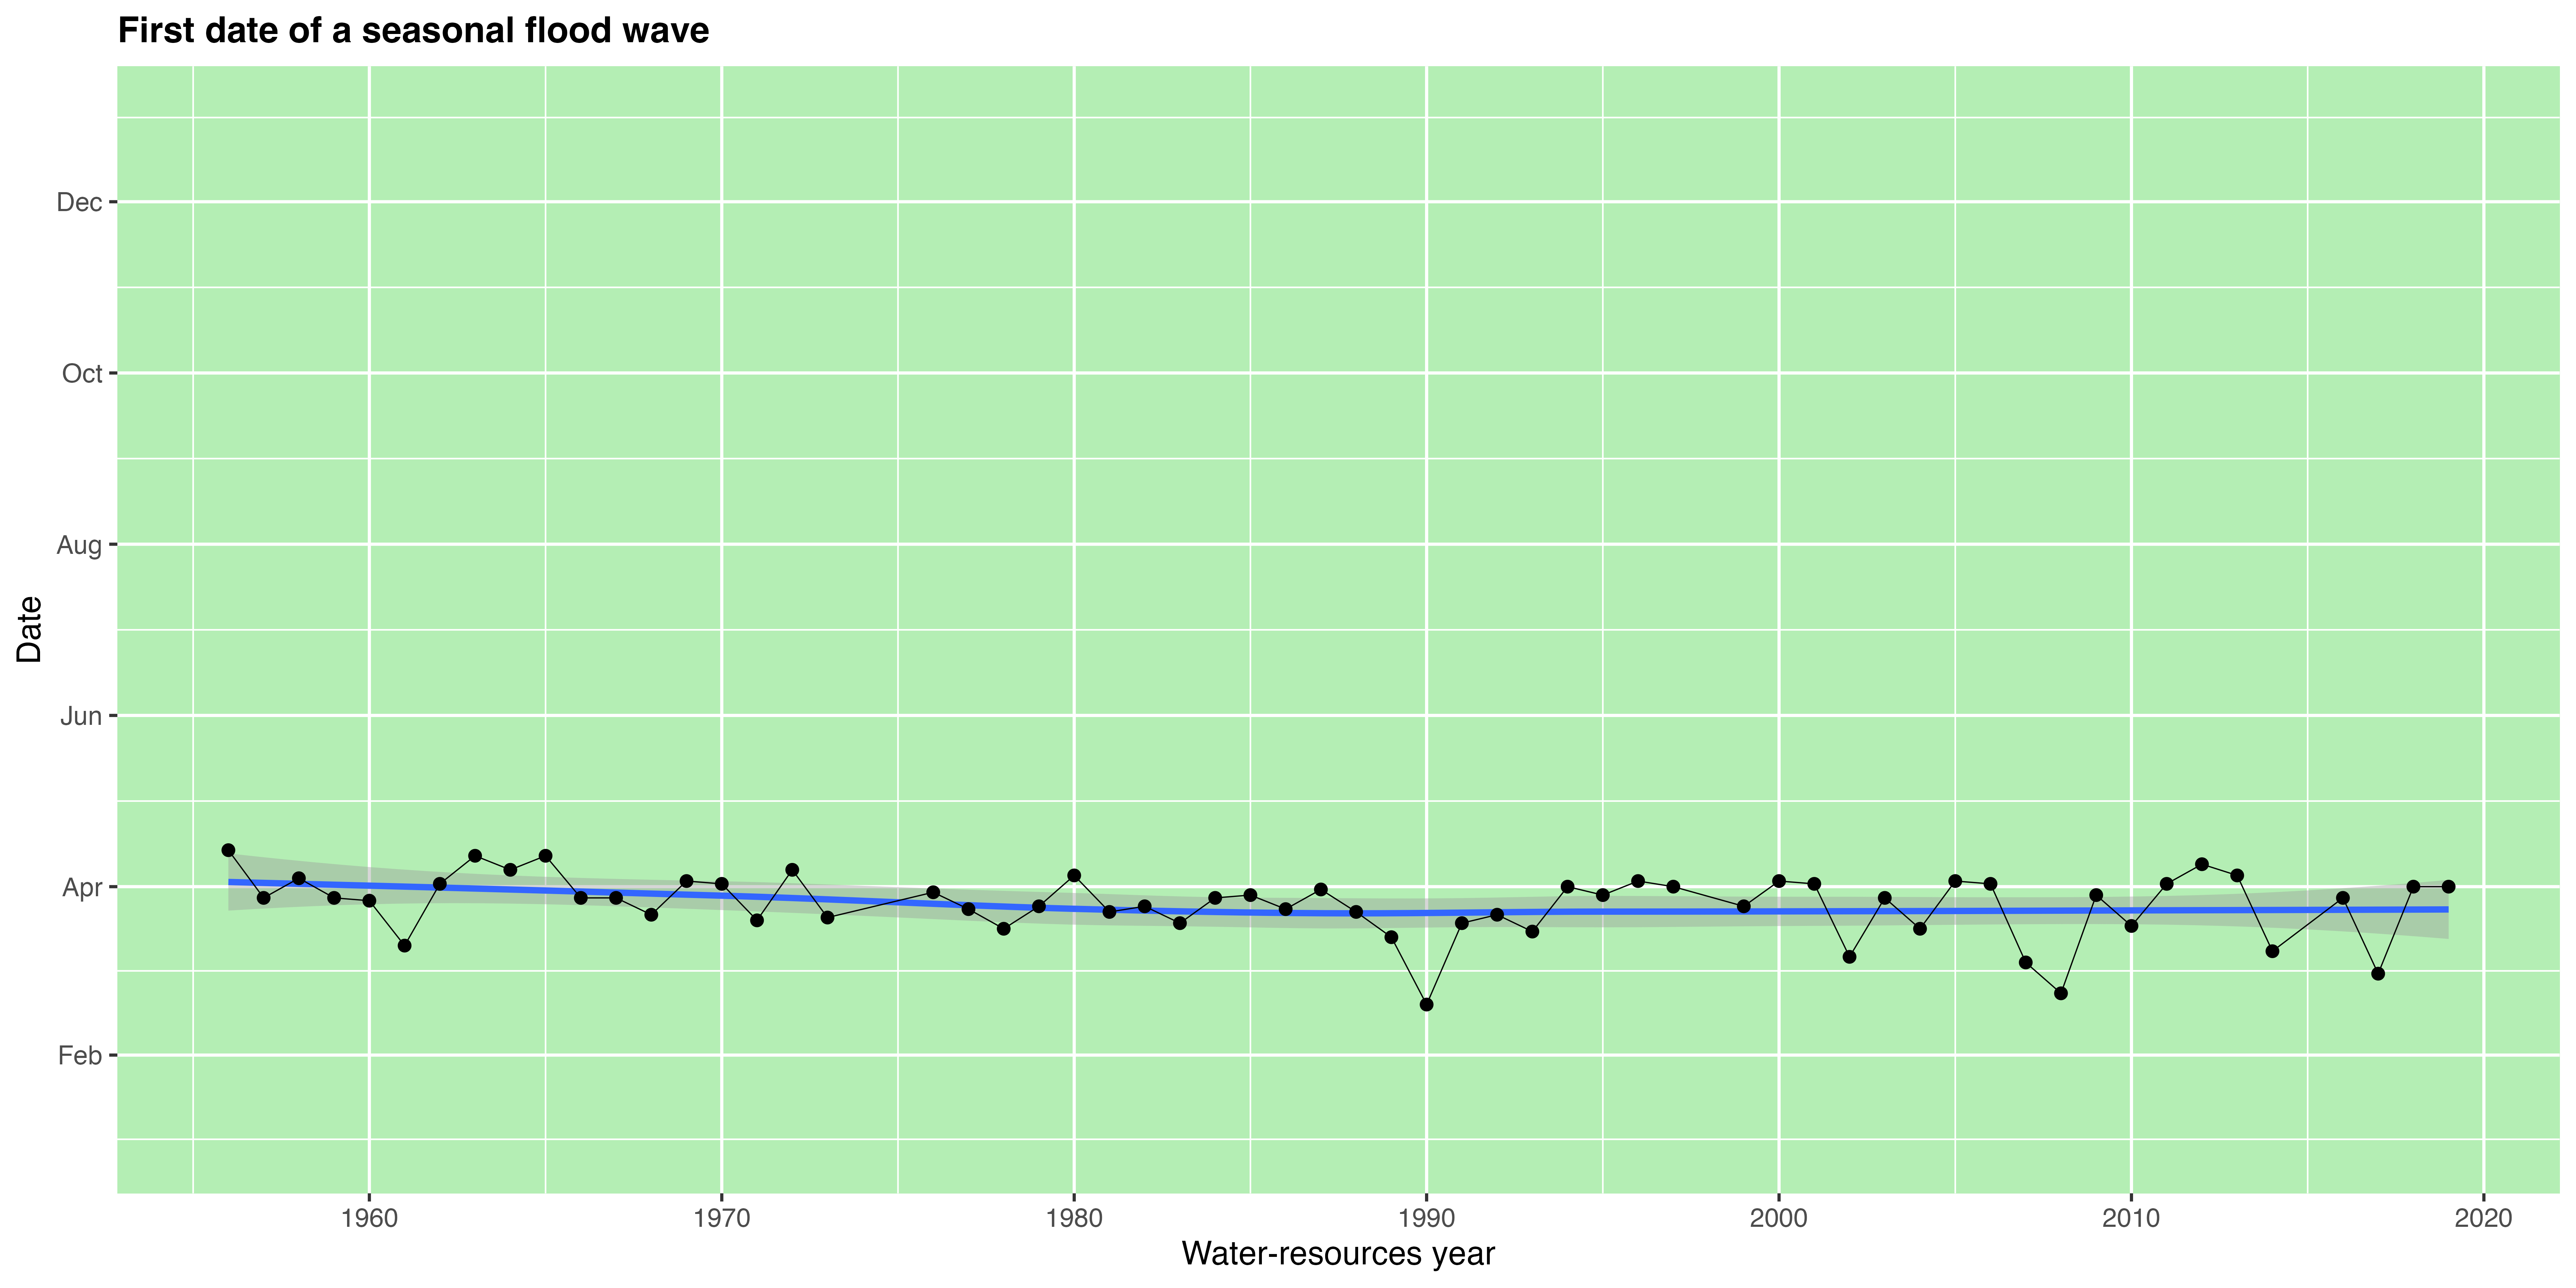 First date of a seasonal flood wave
Date
Dec
Oct
Aug
Jun
Apr
Feb
1960 1970 1980 1990 2000 2010 2020
Water-resources year